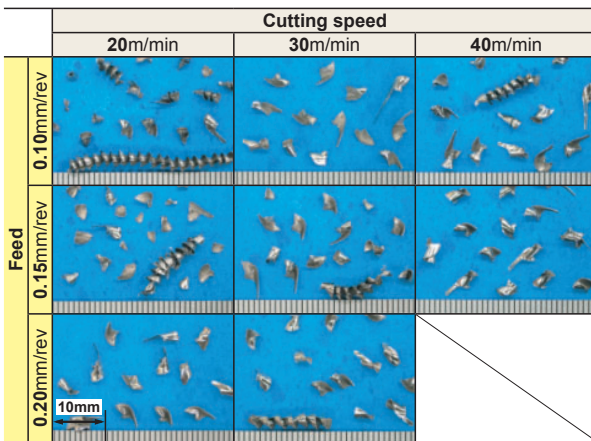 Cutting speed
20m/min 30m/min 40m/min
Feed
0.10mm/rev
0.15mm/rev
0.20mm/rev
10mm